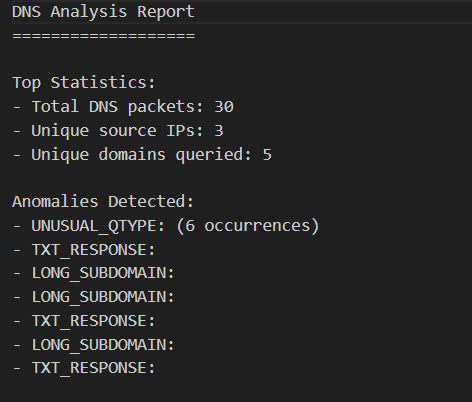 DNS Analysis Report
===================
Top Statistics:
- Total DNS packets: 30
- Unique source IPs: 3
- Unique domains queried: 5
Anomalies Detected:
- UNUSUAL_QTYPE: (6 occurrences)
- TXT_RESPONSE:
- LONG_SUBDOMAIN:
- LONG_SUBDOMAIN:
- TXT_RESPONSE:
- LONG_SUBDOMAIN:
- TXT_RESPONSE: